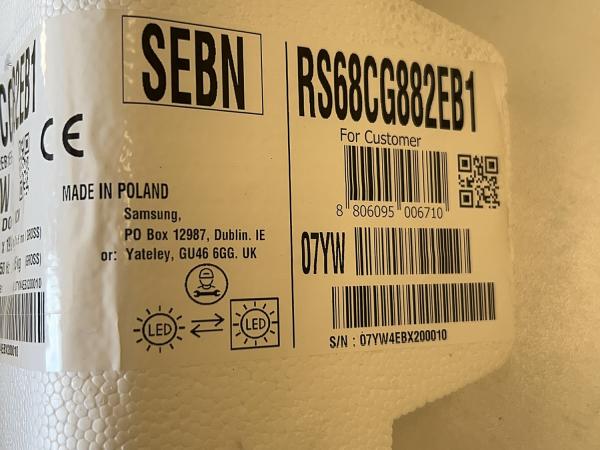 SEBN
RS68CG882EB1
2EB1
For Customer
CE
8 806095 006710
MADE IN POLAND
Samsung,
PO Box 12987, Dublin. IE
or: Yateley, GU46 6GG. UK
07YW
LED
LED
S/N : 07YW4EBX200010